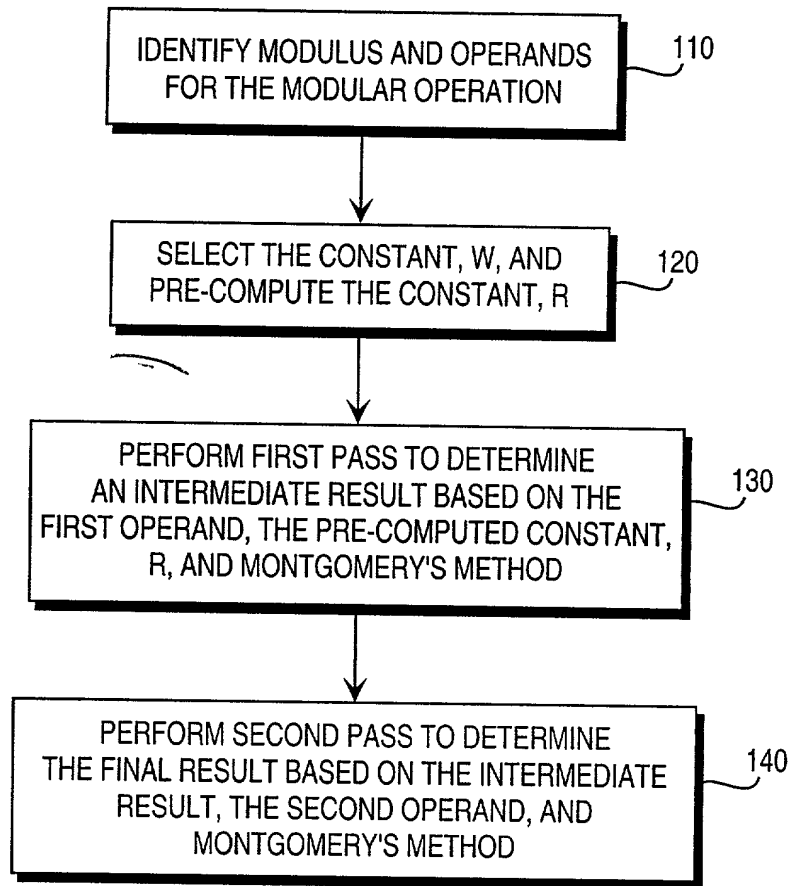 IDENTIFY MODULUS AND OPERANDS
FOR THE MODULAR OPERATION
110
SELECT THE CONSTANT, W, AND
PRE-COMPUTE THE CONSTANT, R
120
PERFORM FIRST PASS TO DETERMINE
AN INTERMEDIATE RESULT BASED ON THE
FIRST OPERAND, THE PRE-COMPUTED CONSTANT,
R, AND MONTGOMERY'S METHOD
130
PERFORM SECOND PASS TO DETERMINE
THE FINAL RESULT BASED ON THE INTERMEDIATE
RESULT, THE SECOND OPERAND, AND
MONTGOMERY'S METHOD
140